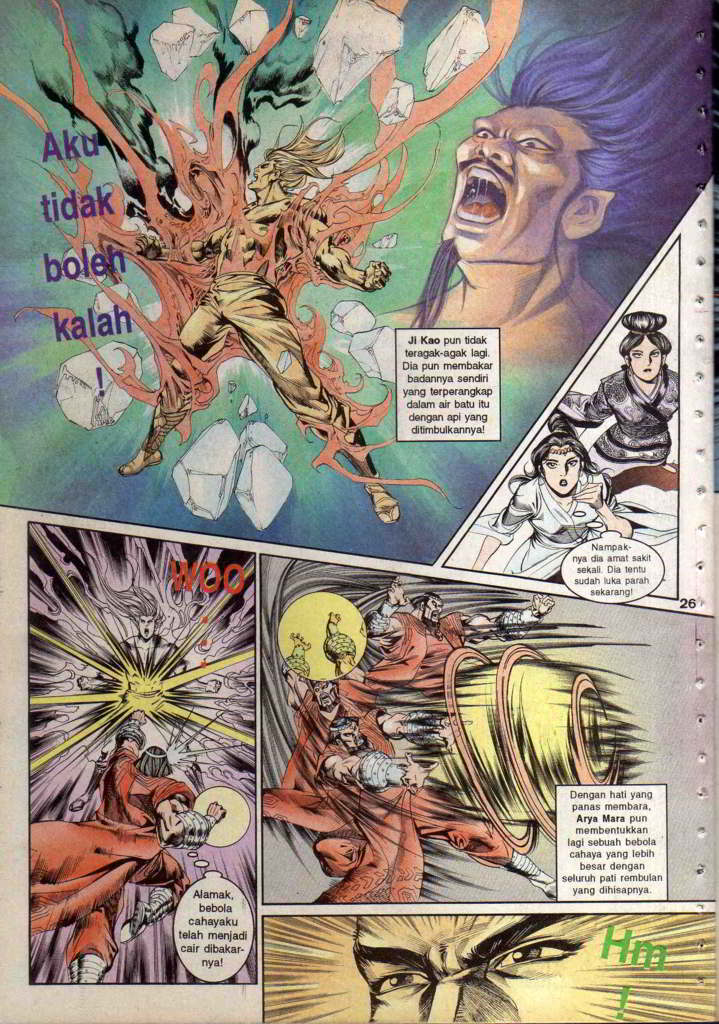 Aku
tidak
boleh
kalah
!
Ji Kao pun tidak
teragak-agak lagi.
Dia pun membakar
badannya sendiri
yang terperangkap
dalam air batu itu
dengan api yang
ditimbulkannya!
Nampak-
nya dia amat sakit
sekali. Dia tentu
sudah luka parah
sekarang!
26
WOO
...
Alamak,
bebola
cahayaku
telah menjadi
cair dibakar-
nya!
Dengan hati yang
panas membara,
Arya Mara pun
membentukkan
lagi sebuah bebola
cahaya yang lebih
besar dengan
seluruh pati rembulan
yang dihisapnya.
Hm
!